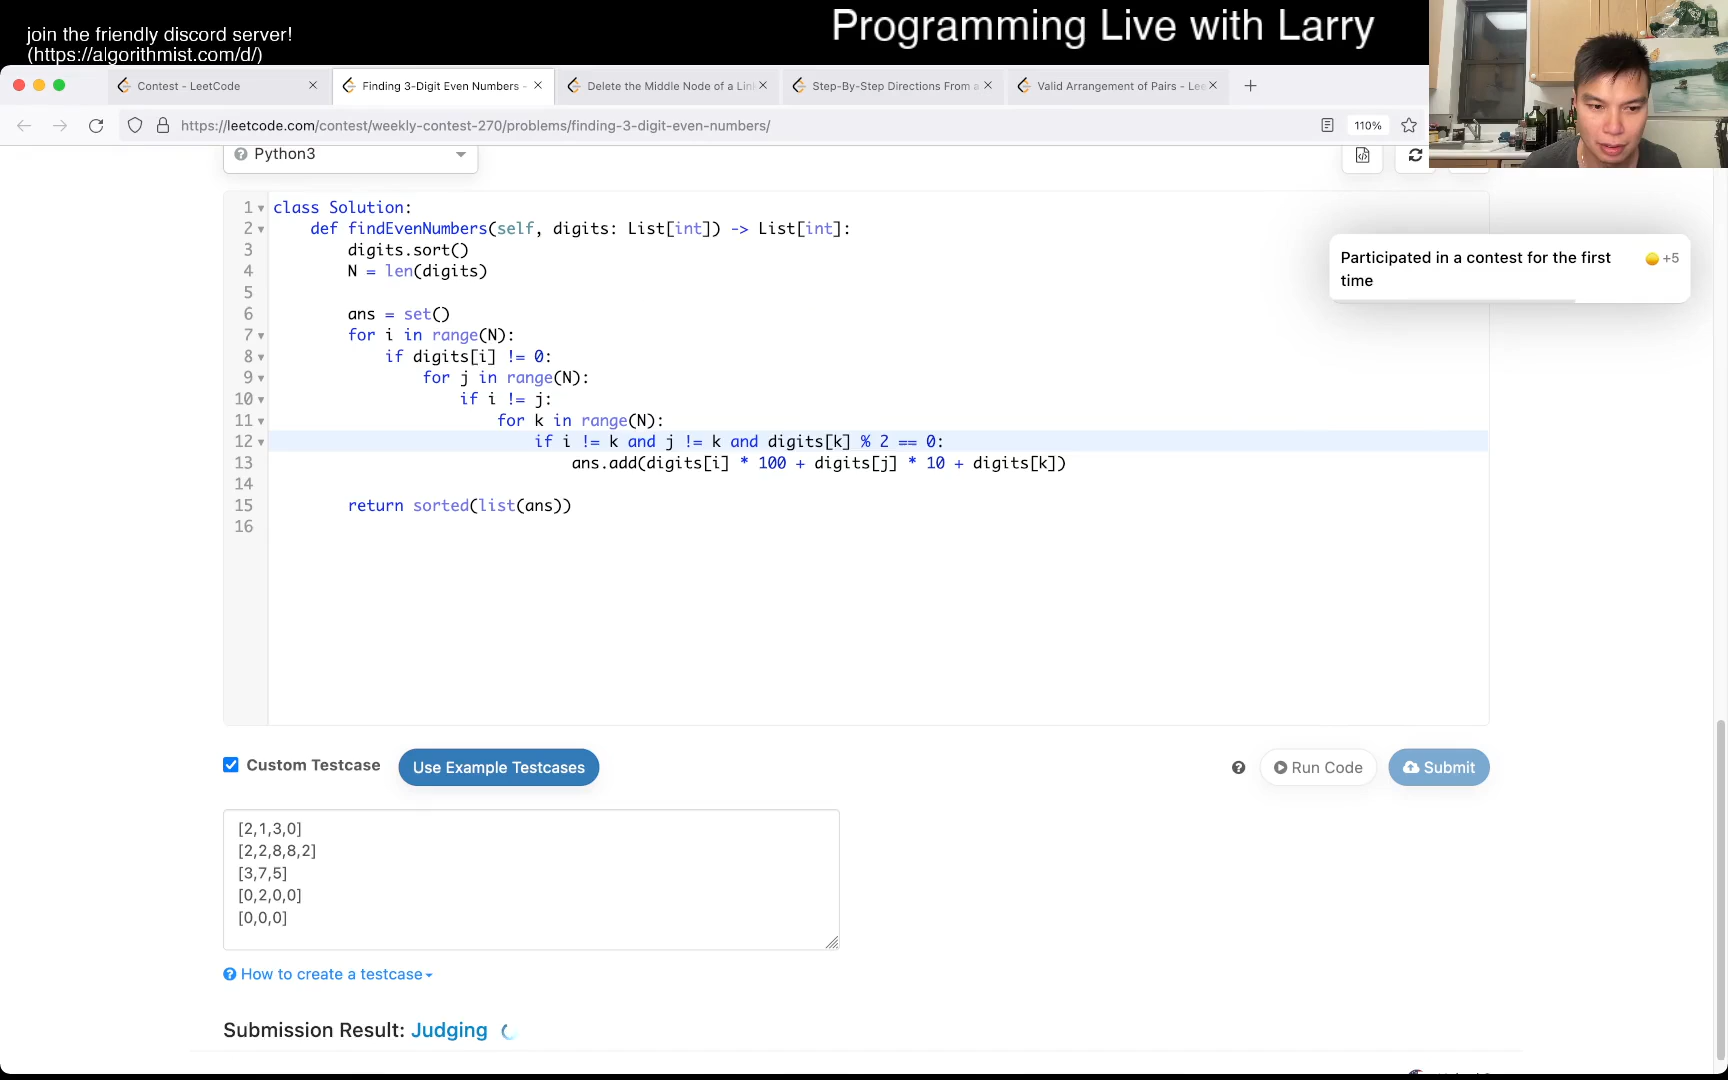 join the friendly discord server!
(https://algorithmist.com/d/)
Programming Live with Larry
Contest - LeetCode
Finding 3-Digit Even Numbers -
Delete the Middle Node of a Lin
Step-By-Step Directions From a
Valid Arrangement of Pairs - Lee
https://leetcode.com/contest/weekly-contest-270/problems/finding-3-digit-even-numbers/
110%
Python3
Participated in a contest for the first time +5
1 class Solution:
2 def findEvenNumbers(self, digits: List[int]) -> List[int]:
3 digits.sort()
4 N = len(digits)
5
6 ans = set()
7 for i in range(N):
8 if digits[i] != 0:
9 for j in range(N):
10 if i != j:
11 for k in range(N):
12 if i != k and j != k and digits[k] % 2 == 0:
13 ans.add(digits[i] * 100 + digits[j] * 10 + digits[k])
14
15 return sorted(list(ans))
16
Custom Testcase
Use Example Testcases
Run Code
Submit
[2,1,3,0]
[2,2,8,8,2]
[3,7,5]
[0,2,0,0]
[0,0,0]
How to create a testcase
Submission Result: Judging